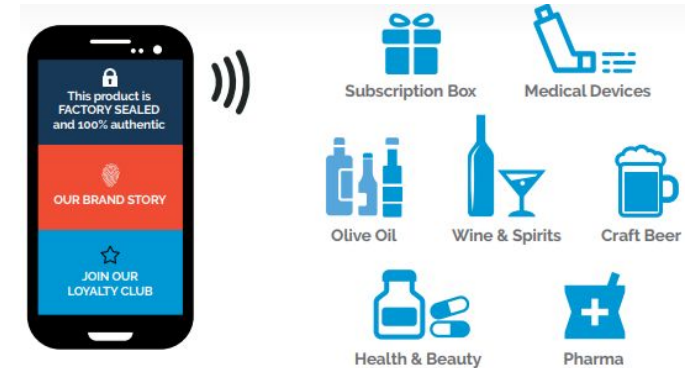 This product is
FACTORY SEALED
and 100% authentic
OUR BRAND STORY
JOIN OUR
LOYALTY CLUB
Subscription Box
Medical Devices
Olive Oil
Wine & Spirits
Craft Beer
Health & Beauty
Pharma